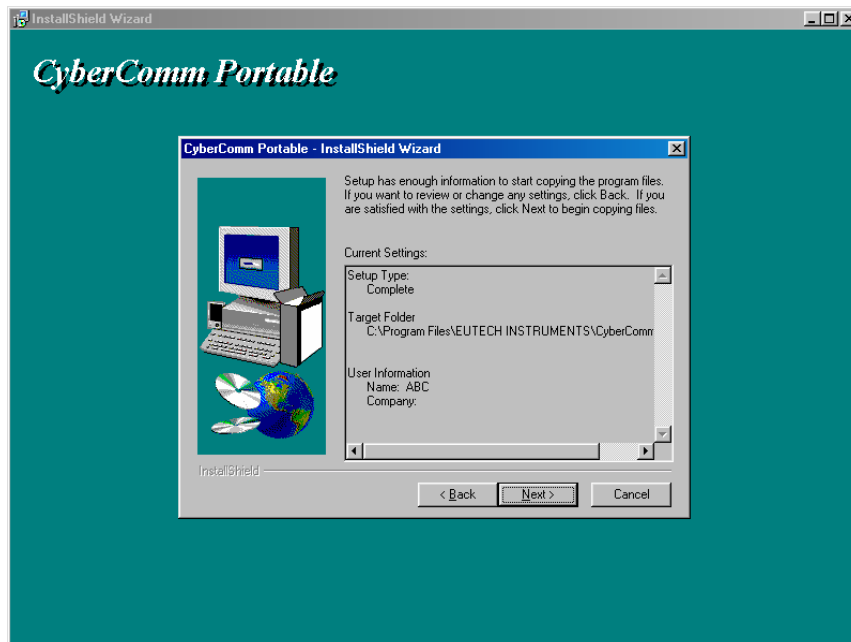 InstallShield Wizard
CyberComm Portable
CyberComm Portable - InstallShield Wizard
Setup has enough information to start copying the program files.
If you want to review or change any settings, click Back. If you
are satisfied with the settings, click Next to begin copying files.
Current Settings:
Setup Type:
Complete
Target Folder
C:\Program Files\EUTECH INSTRUMENTS\CyberComm
User Information
Name: ABC
Company:
InstallShield
< Back
Next >
Cancel